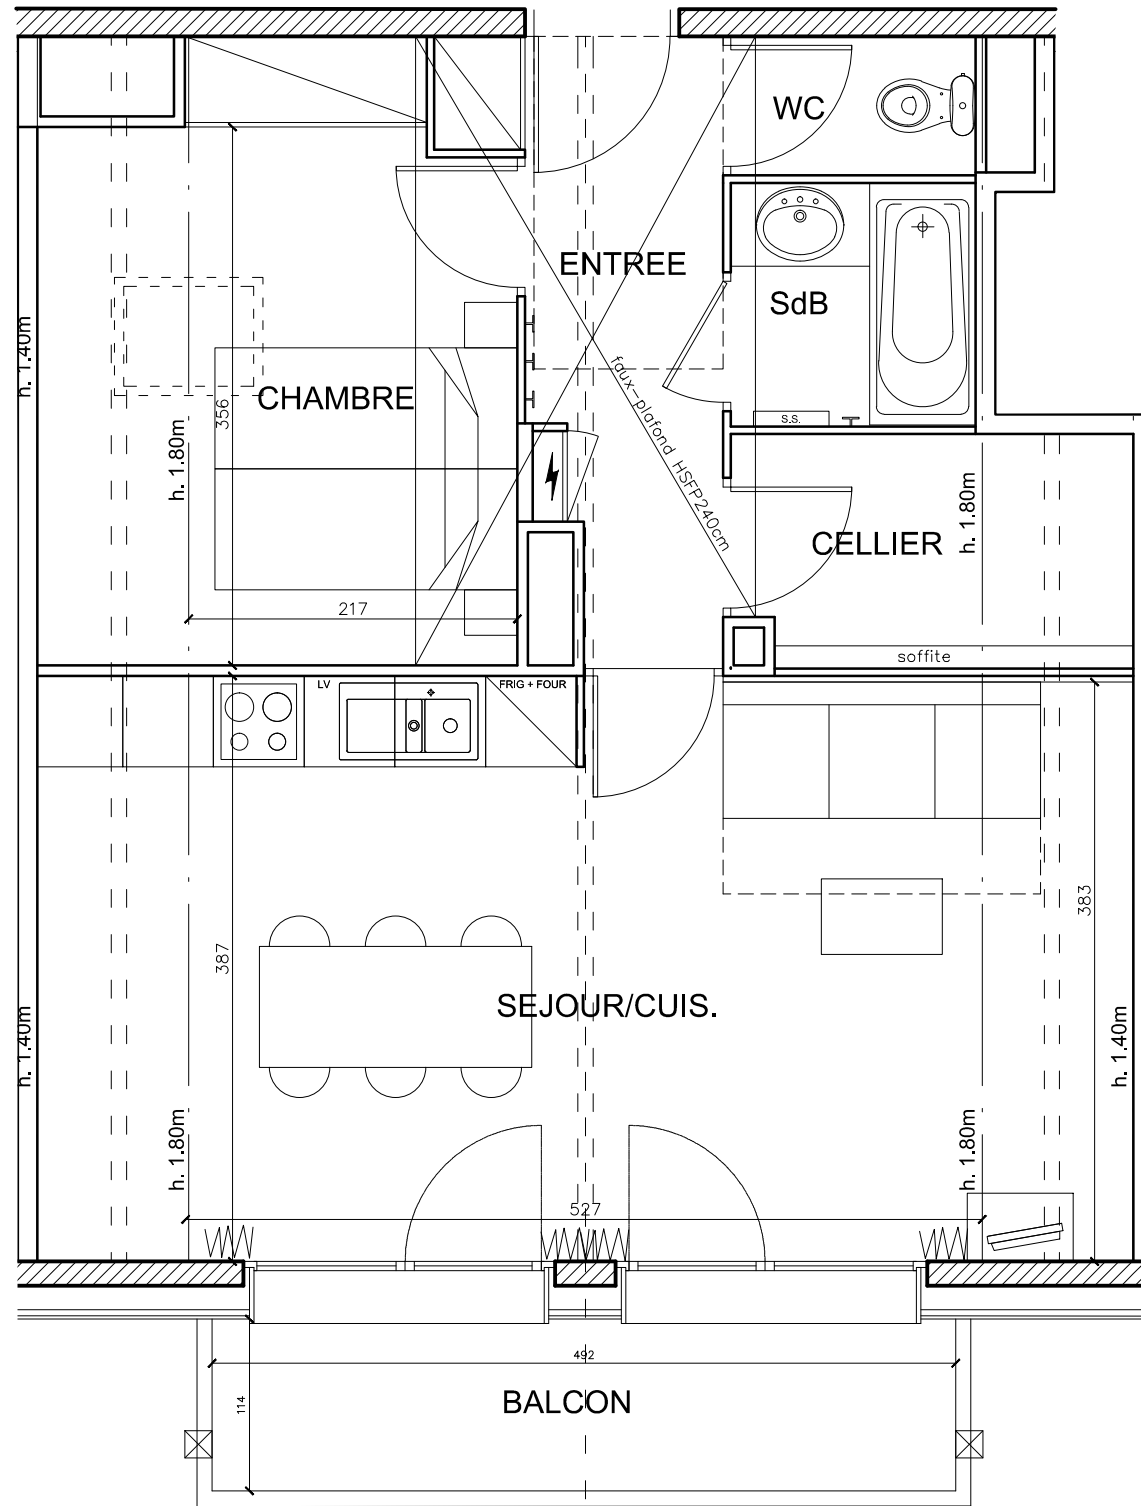 WC
ENTREE
SdB
h. 1.40m
CHAMBRE
356
faux-plafond HSFP240cm
S.S.
h. 1.80m
h. 1.80m
CELLIER
217
soffite
LV
FRIG + FOUR
387
383
SEJOUR/CUIS.
h. 1.40m
h. 1.40m
h. 1.80m
h. 1.80m
527
492
114
BALCON